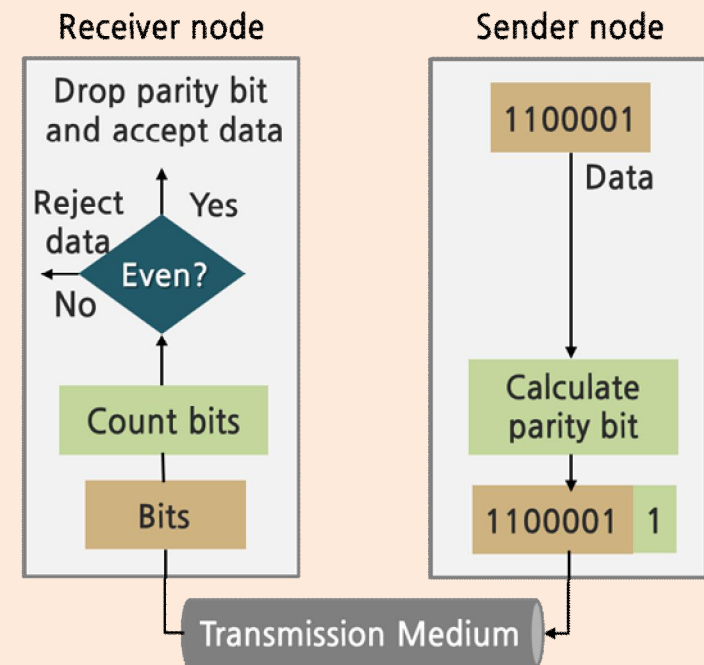 Receiver node
Drop parity bit
and accept data
Reject
data
Yes
Even?
No
Count bits
Bits
Sender node
1100001
Data
Calculate
parity bit
1100001 1
Transmission Medium